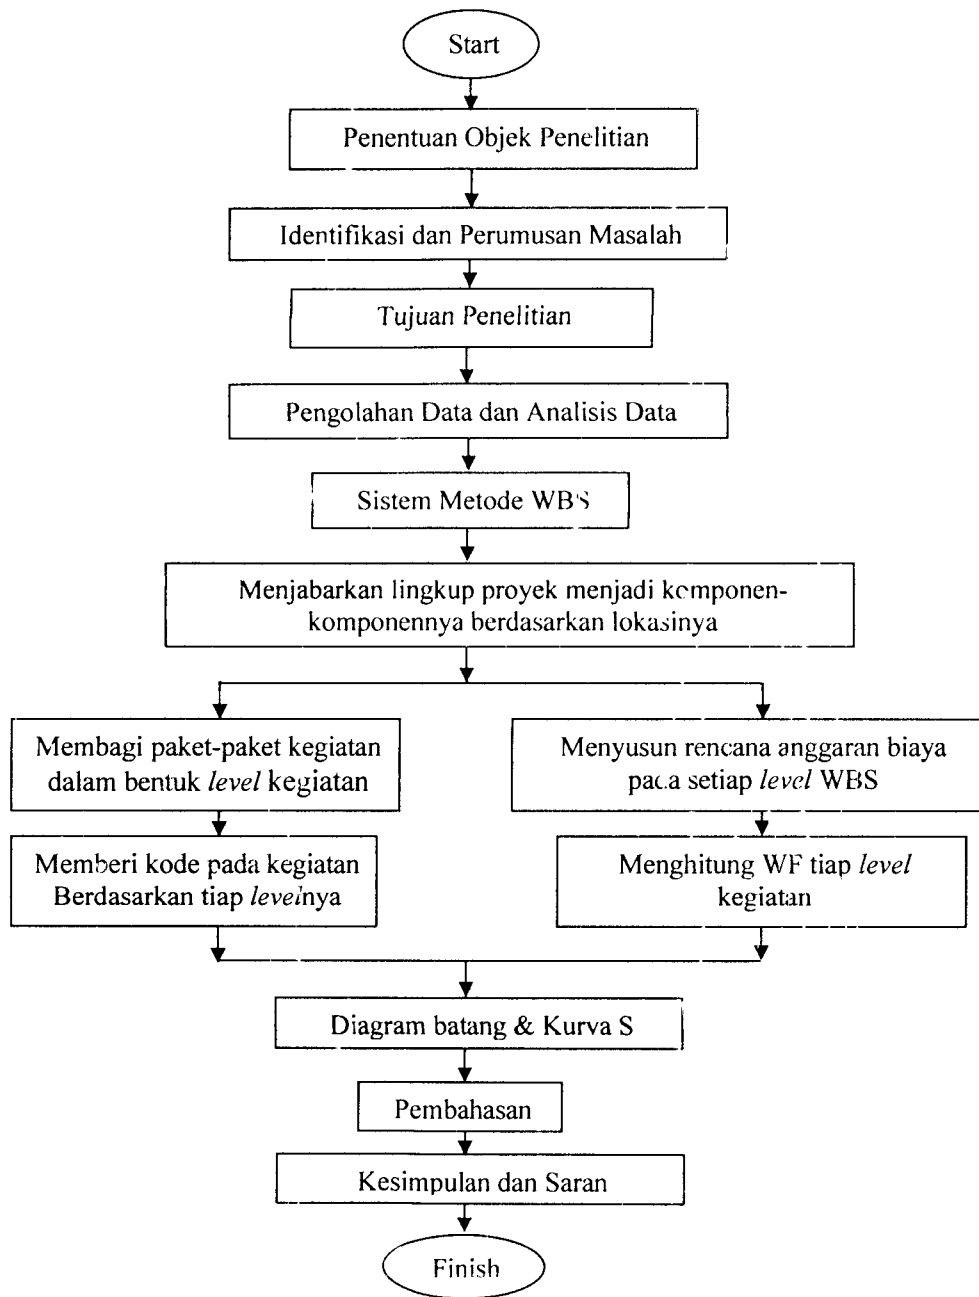 Start
Penentuan Objek Penelitian
Identifikasi dan Perumusan Masalah
Tujuan Penelitian
Pengolahan Data dan Analisis Data
Sistem Metode WBS
Menjabarkan lingkup proyek menjadi komponen-
komponennya berdasarkan lokasinya
Membagi paket-paket kegiatan
dalam bentuk level kegiatan
Menyusun rencana anggaran biaya
pada setiap level WBS
Memberi kode pada kegiatan
Berdasarkan tiap levelnya
Menghitung WF tiap level
kegiatan
Diagram batang & Kurva S
Pembahasan
Kesimpulan dan Saran
Finish